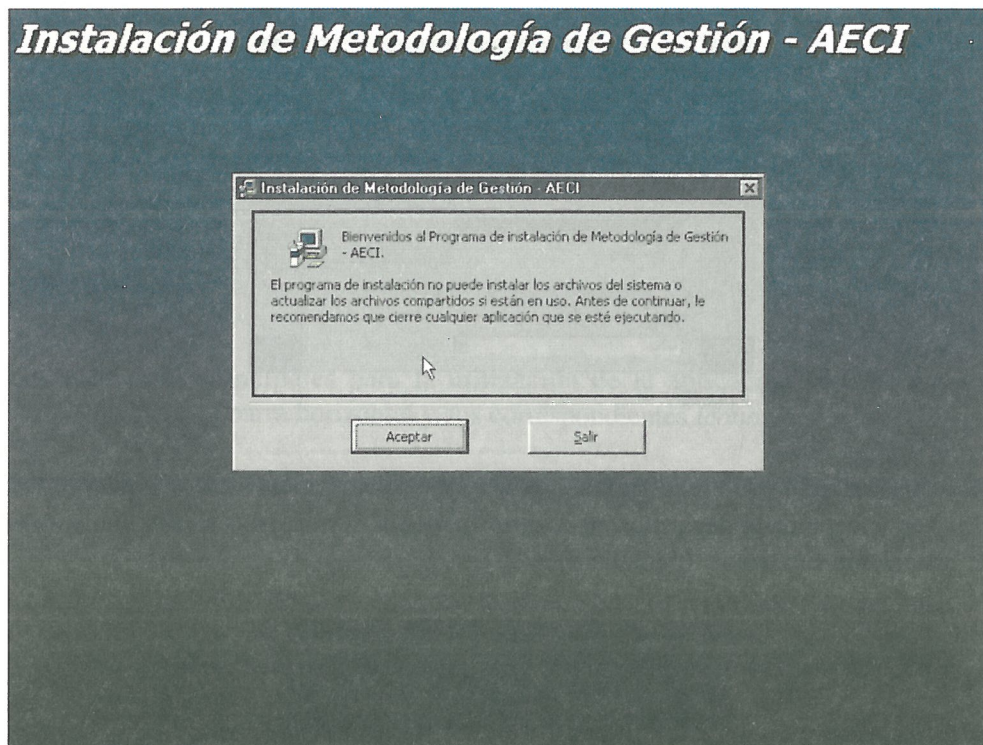 Instalación de Metodología de Gestión - AECI
Instalación de Metodología de Gestión - AECI
Bienvenidos al Programa de instalación de Metodología de Gestión
- AECI.
El programa de instalación no puede instalar los archivos del sistema o
actualizar los archivos compartidos si están en uso. Antes de continuar, le
recomendamos que cierre cualquier aplicación que se esté ejecutando.
Aceptar
Salir